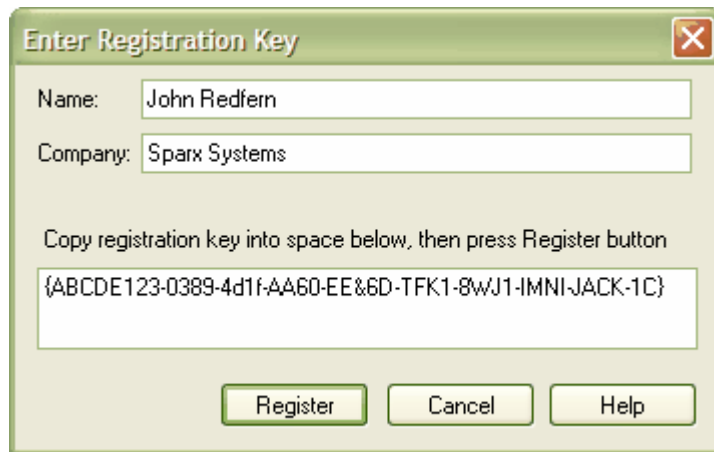 Enter Registration Key
Name: John Redfern
Company: Sparx Systems
Copy registration key into space below, then press Register button
{ABCDE123-0389-4d1f-AA60-EE&6D-TFK1-8WJ1-IMNI-JACK-1C}
Register Cancel Help